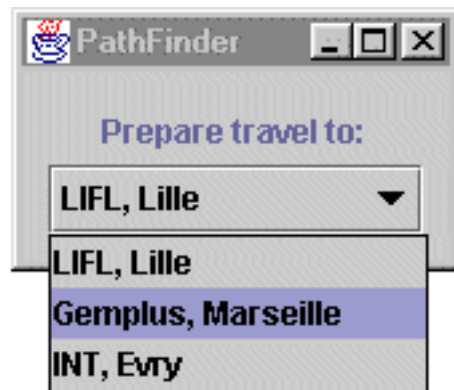 PathFinder
Prepare travel to:
LIFL, Lille
LIFL, Lille
Gemplus, Marseille
INT, Evry